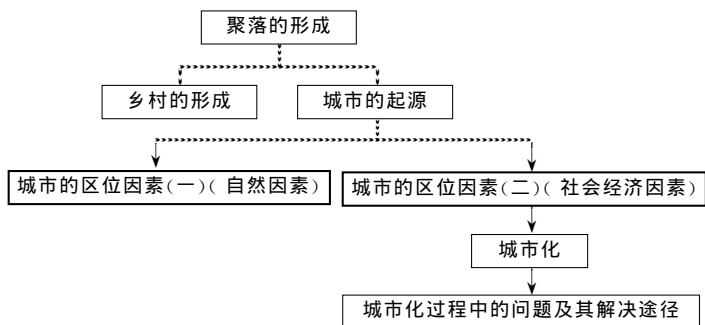 聚落的形成
乡村的形成
城市的起源
城市的区位因素(一)( 自然因素)
城市的区位因素(二)( 社会经济因素)
城市化
城市化过程中的问题及其解决途径